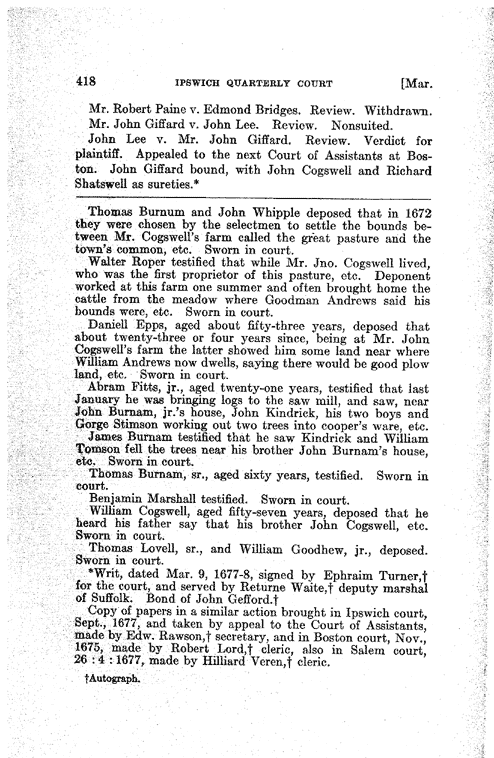 418 IPSWICH QUARTERLY COURT [Mar.
Mr. Robert Paine v. Edmond Bridges. Review. Withdrawn.
Mr. John Giffard v. John Lee. Review. Nonsuited.
John Lee v. Mr. John Giffard. Review. Verdict for
plaintiff. Appealed to the next Court of Assistants at Bos-
ton. John Giffard bound, with John Cogswell and Richard
Shatswell as sureties.*
Thomas Burnum and John Whipple deposed that in 1672
they were chosen by the selectmen to settle the bounds be-
tween Mr. Cogswell's farm called the great pasture and the
town's common, etc. Sworn in court.
Walter Roper testified that while Mr. Jno. Cogswell lived,
who was the first proprietor of this pasture, etc. Deponent
worked at this farm one summer and often brought home the
cattle from the meadow where Goodman Andrews said his
bounds were, etc. Sworn in court.
Daniell Epps, aged about fifty-three years, deposed that
about twenty-three or four years since, being at Mr. John
Cogswell's farm the latter showed him some land near where
William Andrews now dwells, saying there would be good plow
land, etc. Sworn in court.
Abram Fitts, jr., aged twenty-one years, testified that last
January he was bringing logs to the saw mill, and saw, near
John Burnam, jr.'s house, John Kindrick, his two boys and
Gorge Stimson working out two trees into cooper's ware, etc.
James Burnam testified that he saw Kindrick and William
Tomson fell the trees near his brother John Burnam's house,
etc. Sworn in court.
Thomas Burnam, sr., aged sixty years, testified. Sworn in
court.
Benjamin Marshall testified. Sworn in court.
William Cogswell, aged fifty-seven years, deposed that he
heard his father say that his brother John Cogswell, etc.
Sworn in court.
Thomas Lovell, sr., and William Goodhew, jr., deposed.
Sworn in court.
*Writ, dated Mar. 9, 1677-8, signed by Ephraim Turner,†
for the court, and served by Returne Waite,† deputy marshal
of Suffolk. Bond of John Gefford.†
Copy of papers in a similar action brought in Ipswich court,
Sept., 1677, and taken by appeal to the Court of Assistants,
made by Edw. Rawson,† secretary, and in Boston court, Nov.,
1675, made by Robert Lord,† cleric, also in Salem court,
26 : 4 : 1677, made by Hilliard Veren,† cleric.
†Autograph.